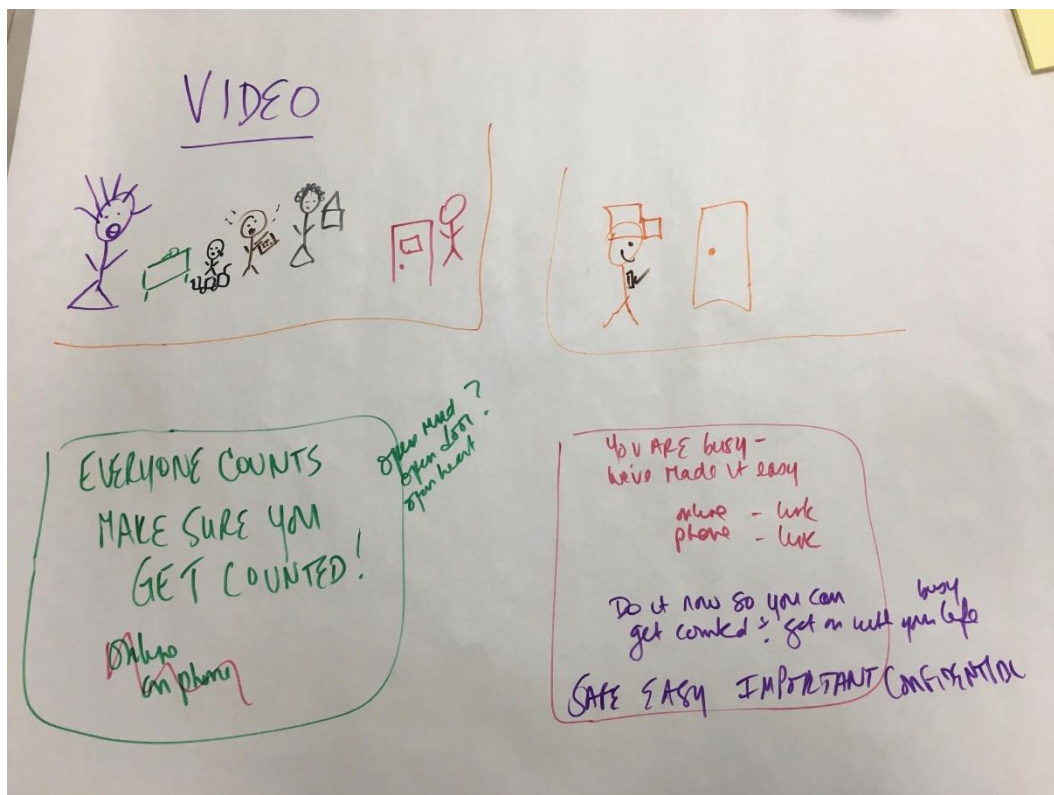 VIDEO
EVERYONE COUNTS
MAKE SURE YOU
GET COUNTED!
online
on phone
open mind?
open door!
open heart
YOU ARE busy -
we've made it easy
online - link
phone - link
Do it now so you can
get counted & get on with your busy life
SAFE EASY IMPORTANT CONFIDENTIAL